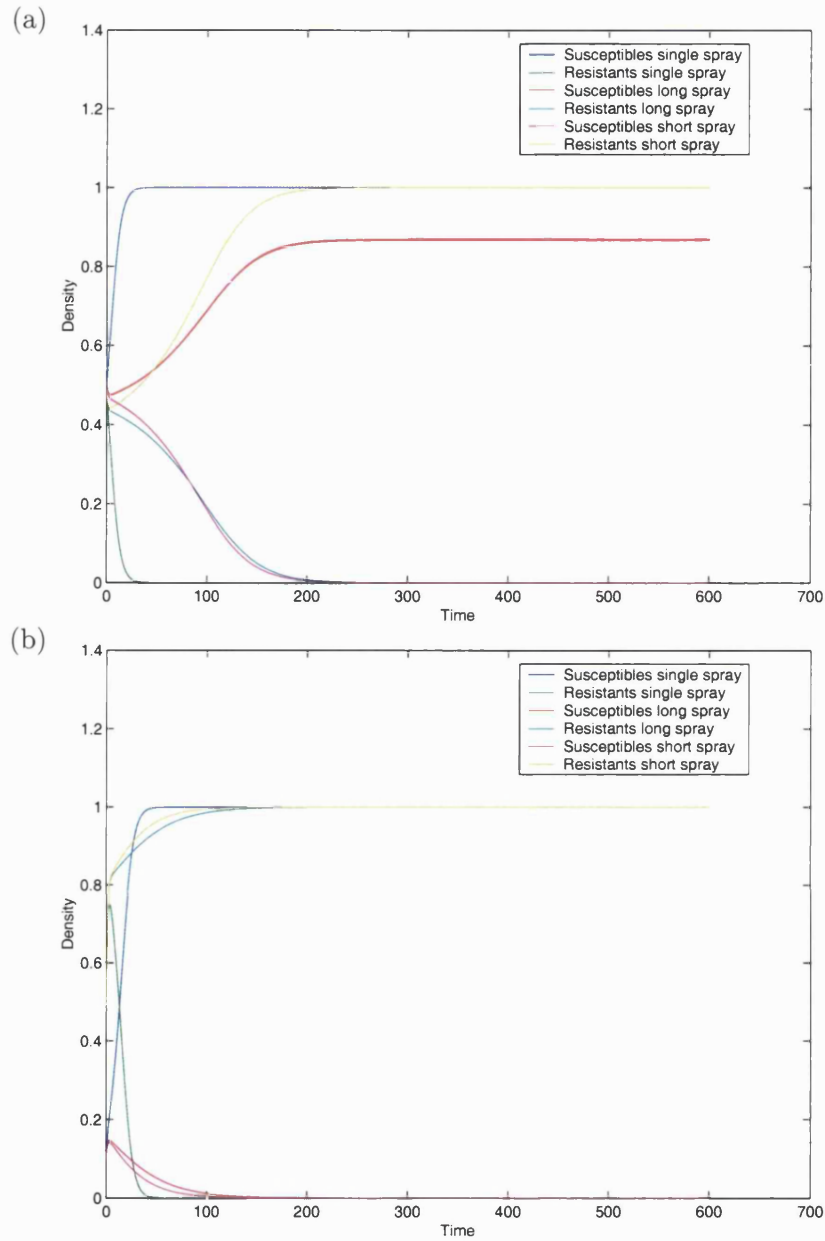 (a)
1.4
1.2
1
0.8
0.6
0.4
0.2
0
Density
Susceptibles single spray
Resistants single spray
Susceptibles long spray
Resistants long spray
Susceptibles short spray
Resistants short spray
0 100 200 300 400 500 600 700
Time
(b)
1.4
1.2
1
0.8
0.6
0.4
0.2
0
Density
Susceptibles single spray
Resistants single spray
Susceptibles long spray
Resistants long spray
Susceptibles short spray
Resistants short spray
0 100 200 300 400 500 600 700
Time